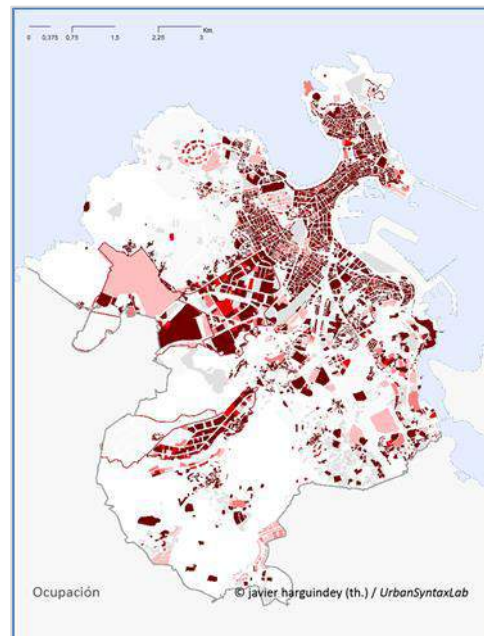 Km.
0 0,375 0,75 1,5 2,25 3
Ocupación © javier harguindey (th.) / UrbanSyntaxLab